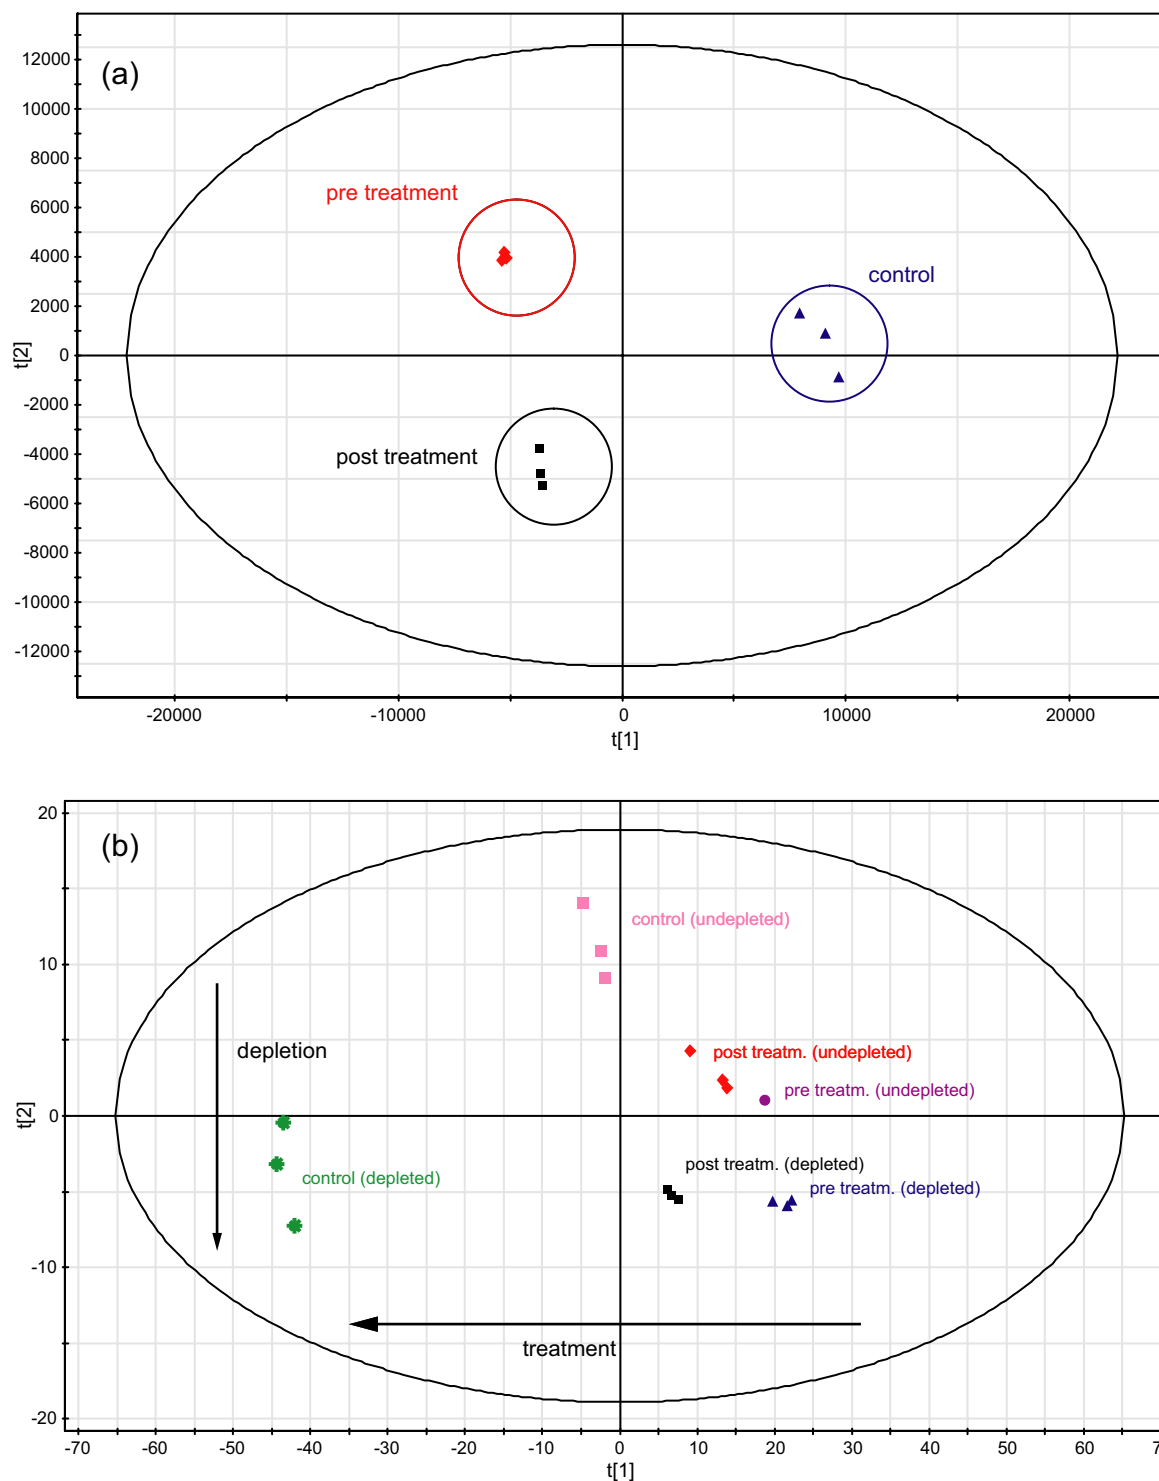 (a)
12000
10000
8000
6000
4000
2000
0
-2000
-4000
-6000
-8000
-10000
-12000
t[2]
pre treatment
control
post treatment
-20000 -10000 0 10000 20000
t[1]
(b)
20
10
0
-10
-20
t[2]
control (undepleted)
depletion
post treatm. (undepleted)
pre treatm. (undepleted)
post treatm. (depleted)
control (depleted)
pre treatm. (depleted)
treatment
-70 -60 -50 -40 -30 -20 -10 0 10 20 30 40 50 60
t[1]